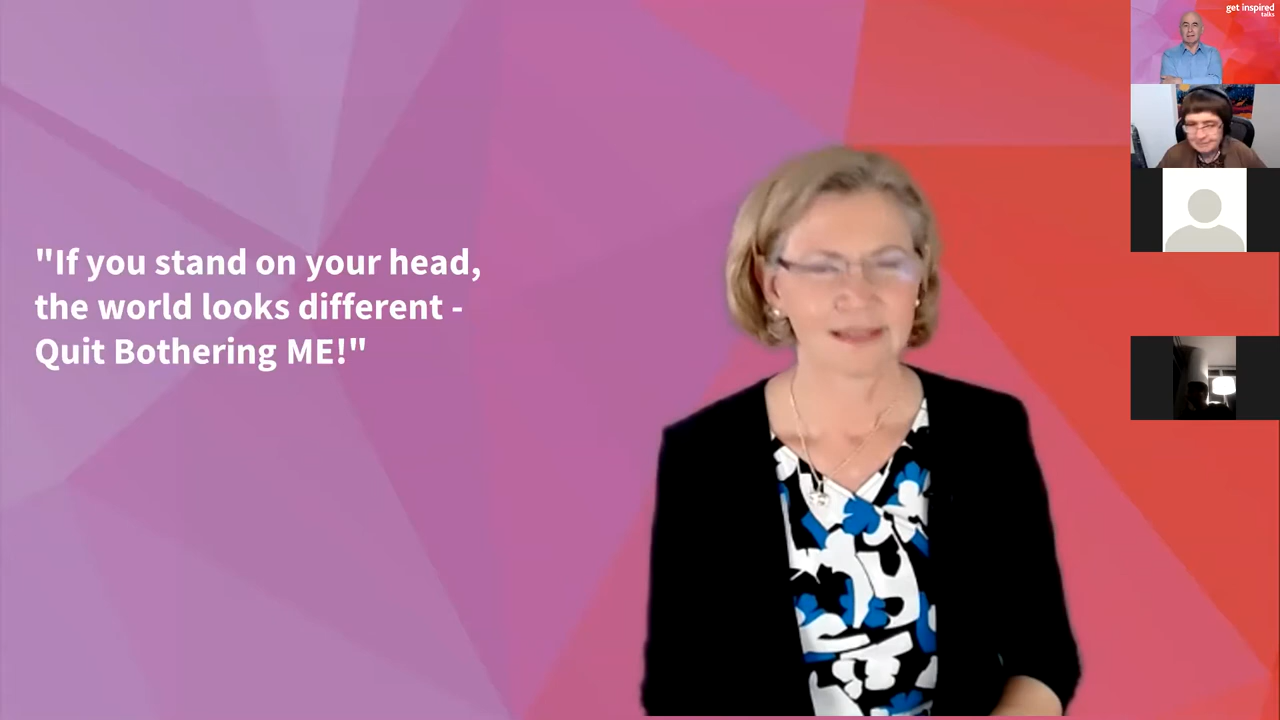 "If you stand on your head,
the world looks different -
Quit Bothering ME!"
get inspired
talks